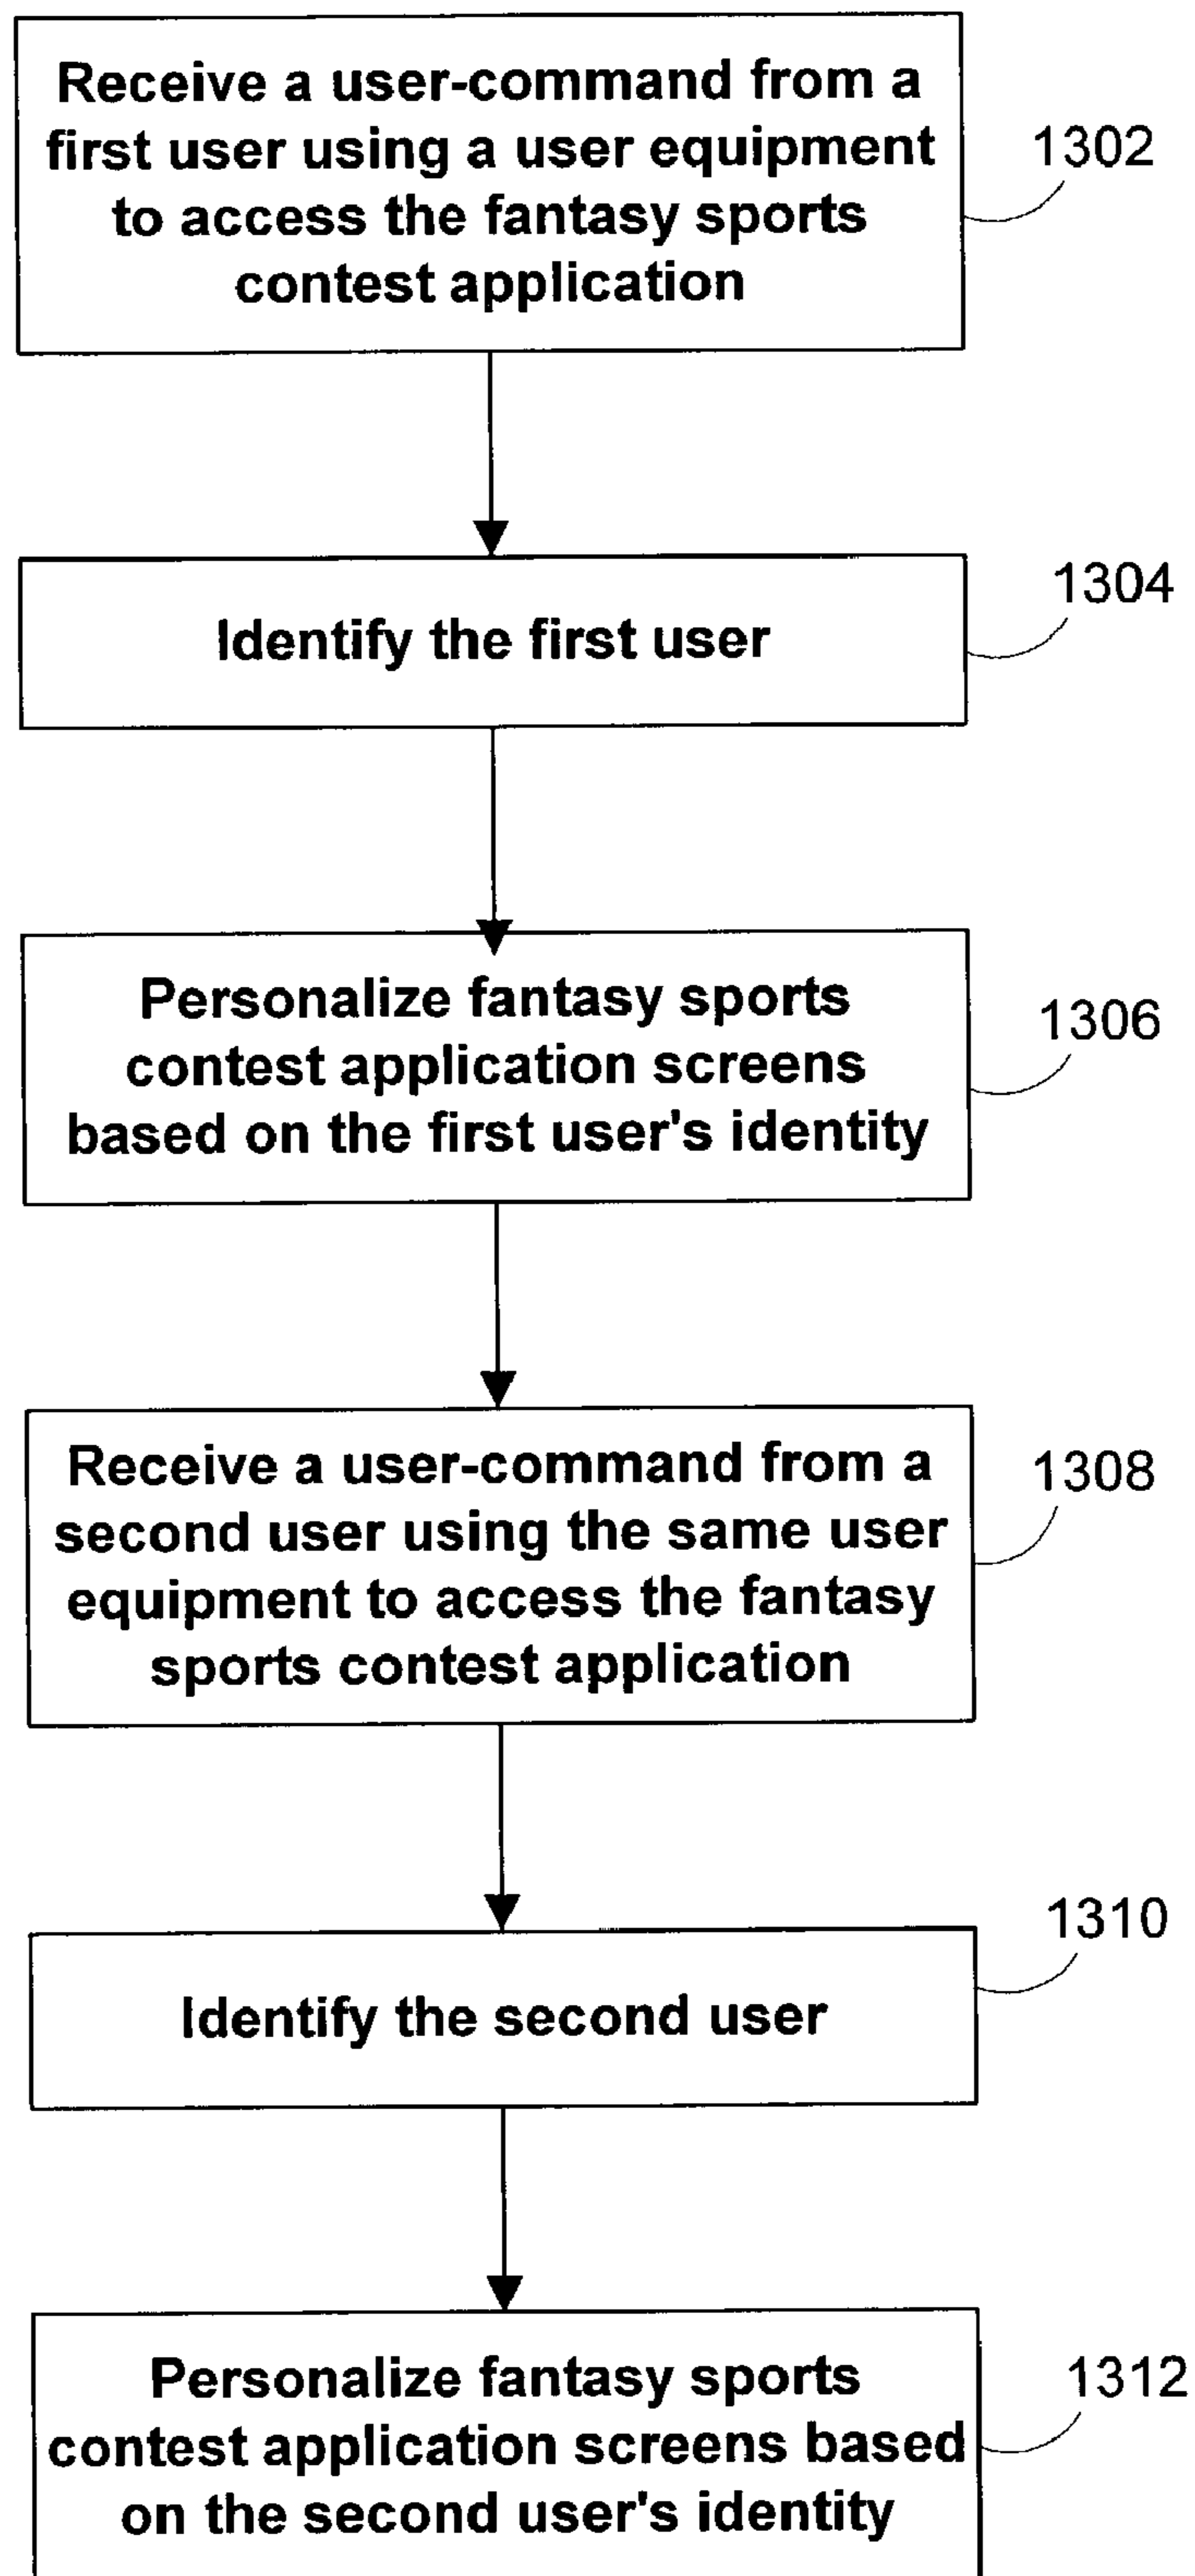 Receive a user-command from a
first user using a user equipment
to access the fantasy sports
contest application
1302
Identify the first user
1304
Personalize fantasy sports
contest application screens
based on the first user's identity
1306
Receive a user-command from a
second user using the same user
equipment to access the fantasy
sports contest application
1308
Identify the second user
1310
Personalize fantasy sports
contest application screens based
on the second user's identity
1312